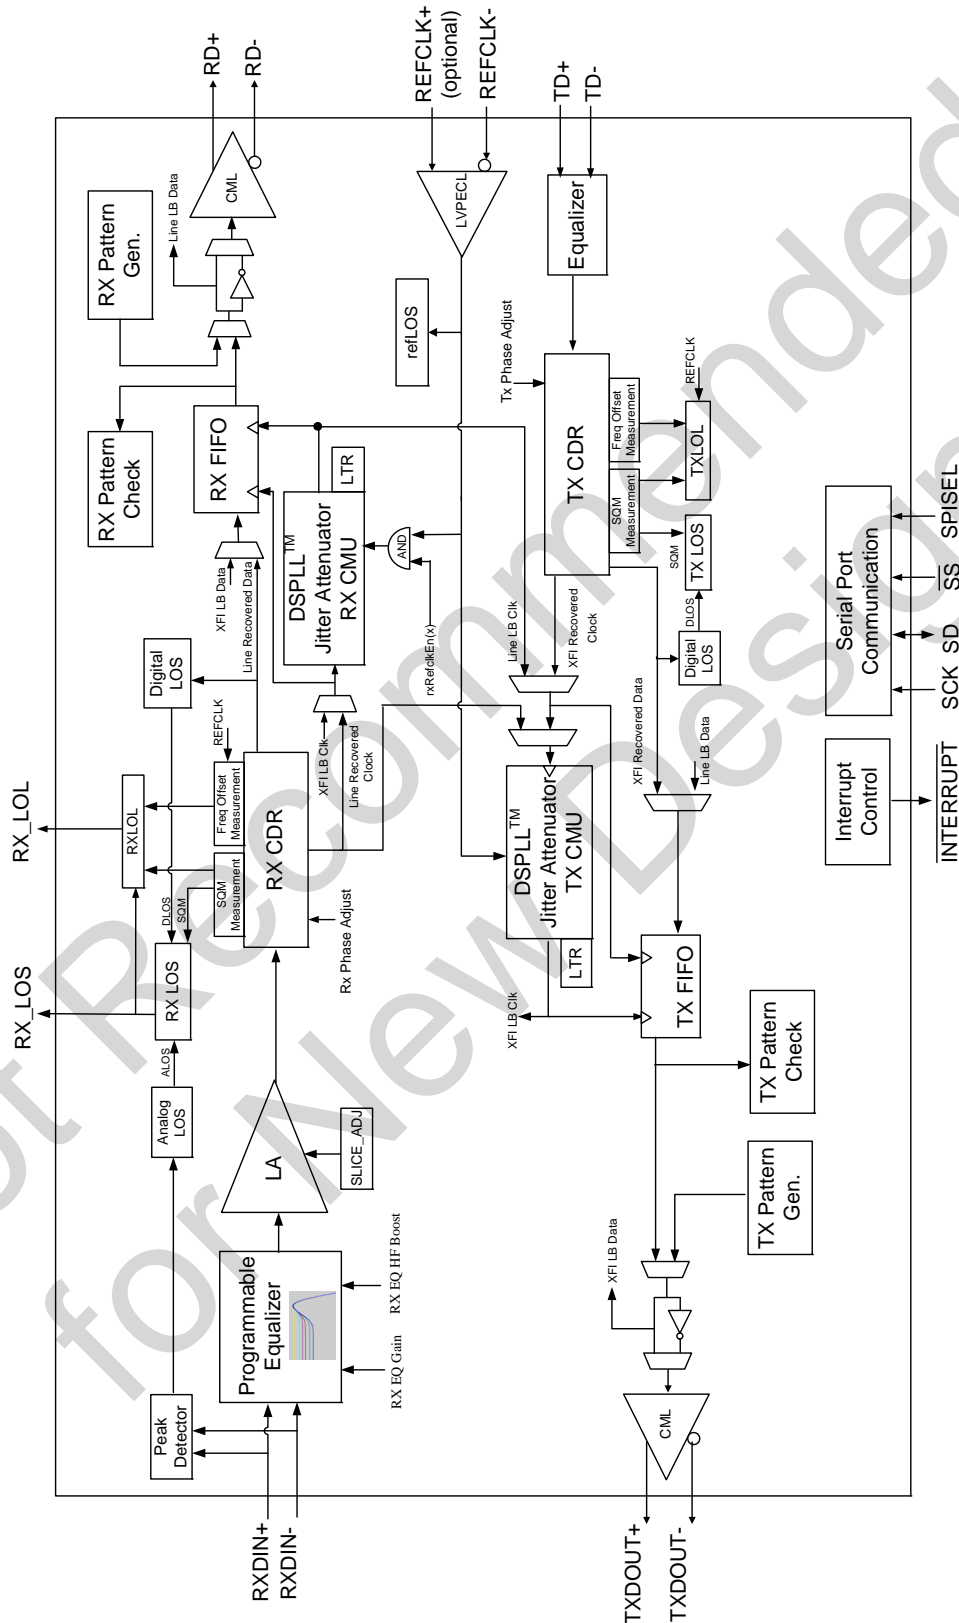 RX_LOS
RX_LOL
Peak
Detector
Analog
LOS
ALOS
RX LOS
DLOS
SQM
RXLOL
Digital
LOS
RX Pattern
Check
RX Pattern
Gen.
Line LB Data
RXDIN+
RXDIN-
Programmable
Equalizer
RX EQ Gain
RX EQ HF Boost
LA
SLICE_ADJ
SQM
Measurement
Freq Offset
Measurement
REFCLK
RX CDR
Rx Phase Adjust
Line Recovered Data
XFI LB Data
RX FIFO
CML
RD+
RD-
XFI LB Clk
Line Recovered
Clock
DSPLL™
Jitter Attenuator
RX CMU
LTR
AND
rxRefclkEn(x)
refLOS
LVPECL
REFCLK+
(optional)
REFCLK-
XFI LB Clk
LTR
DSPLL™
Jitter Attenuator
TX CMU
Line LB Clk
XFI Recovered
Clock
Tx Phase Adjust
TX CDR
SQM
Measurement
Freq Offset
Measurement
Equalizer
TD+
TD-
TXDOUT+
TXDOUT-
CML
XFI LB Data
TX Pattern
Gen.
TX Pattern
Check
TX FIFO
XFI Recovered Data
Line LB Data
Digital
LOS
DLOS
SQM
TX LOS
TXLOL
REFCLK
Interrupt
Control
INTERRUPT
Serial Port
Communication
SCK
SD
SS
SPISEL
Not Recommended
for New Designs